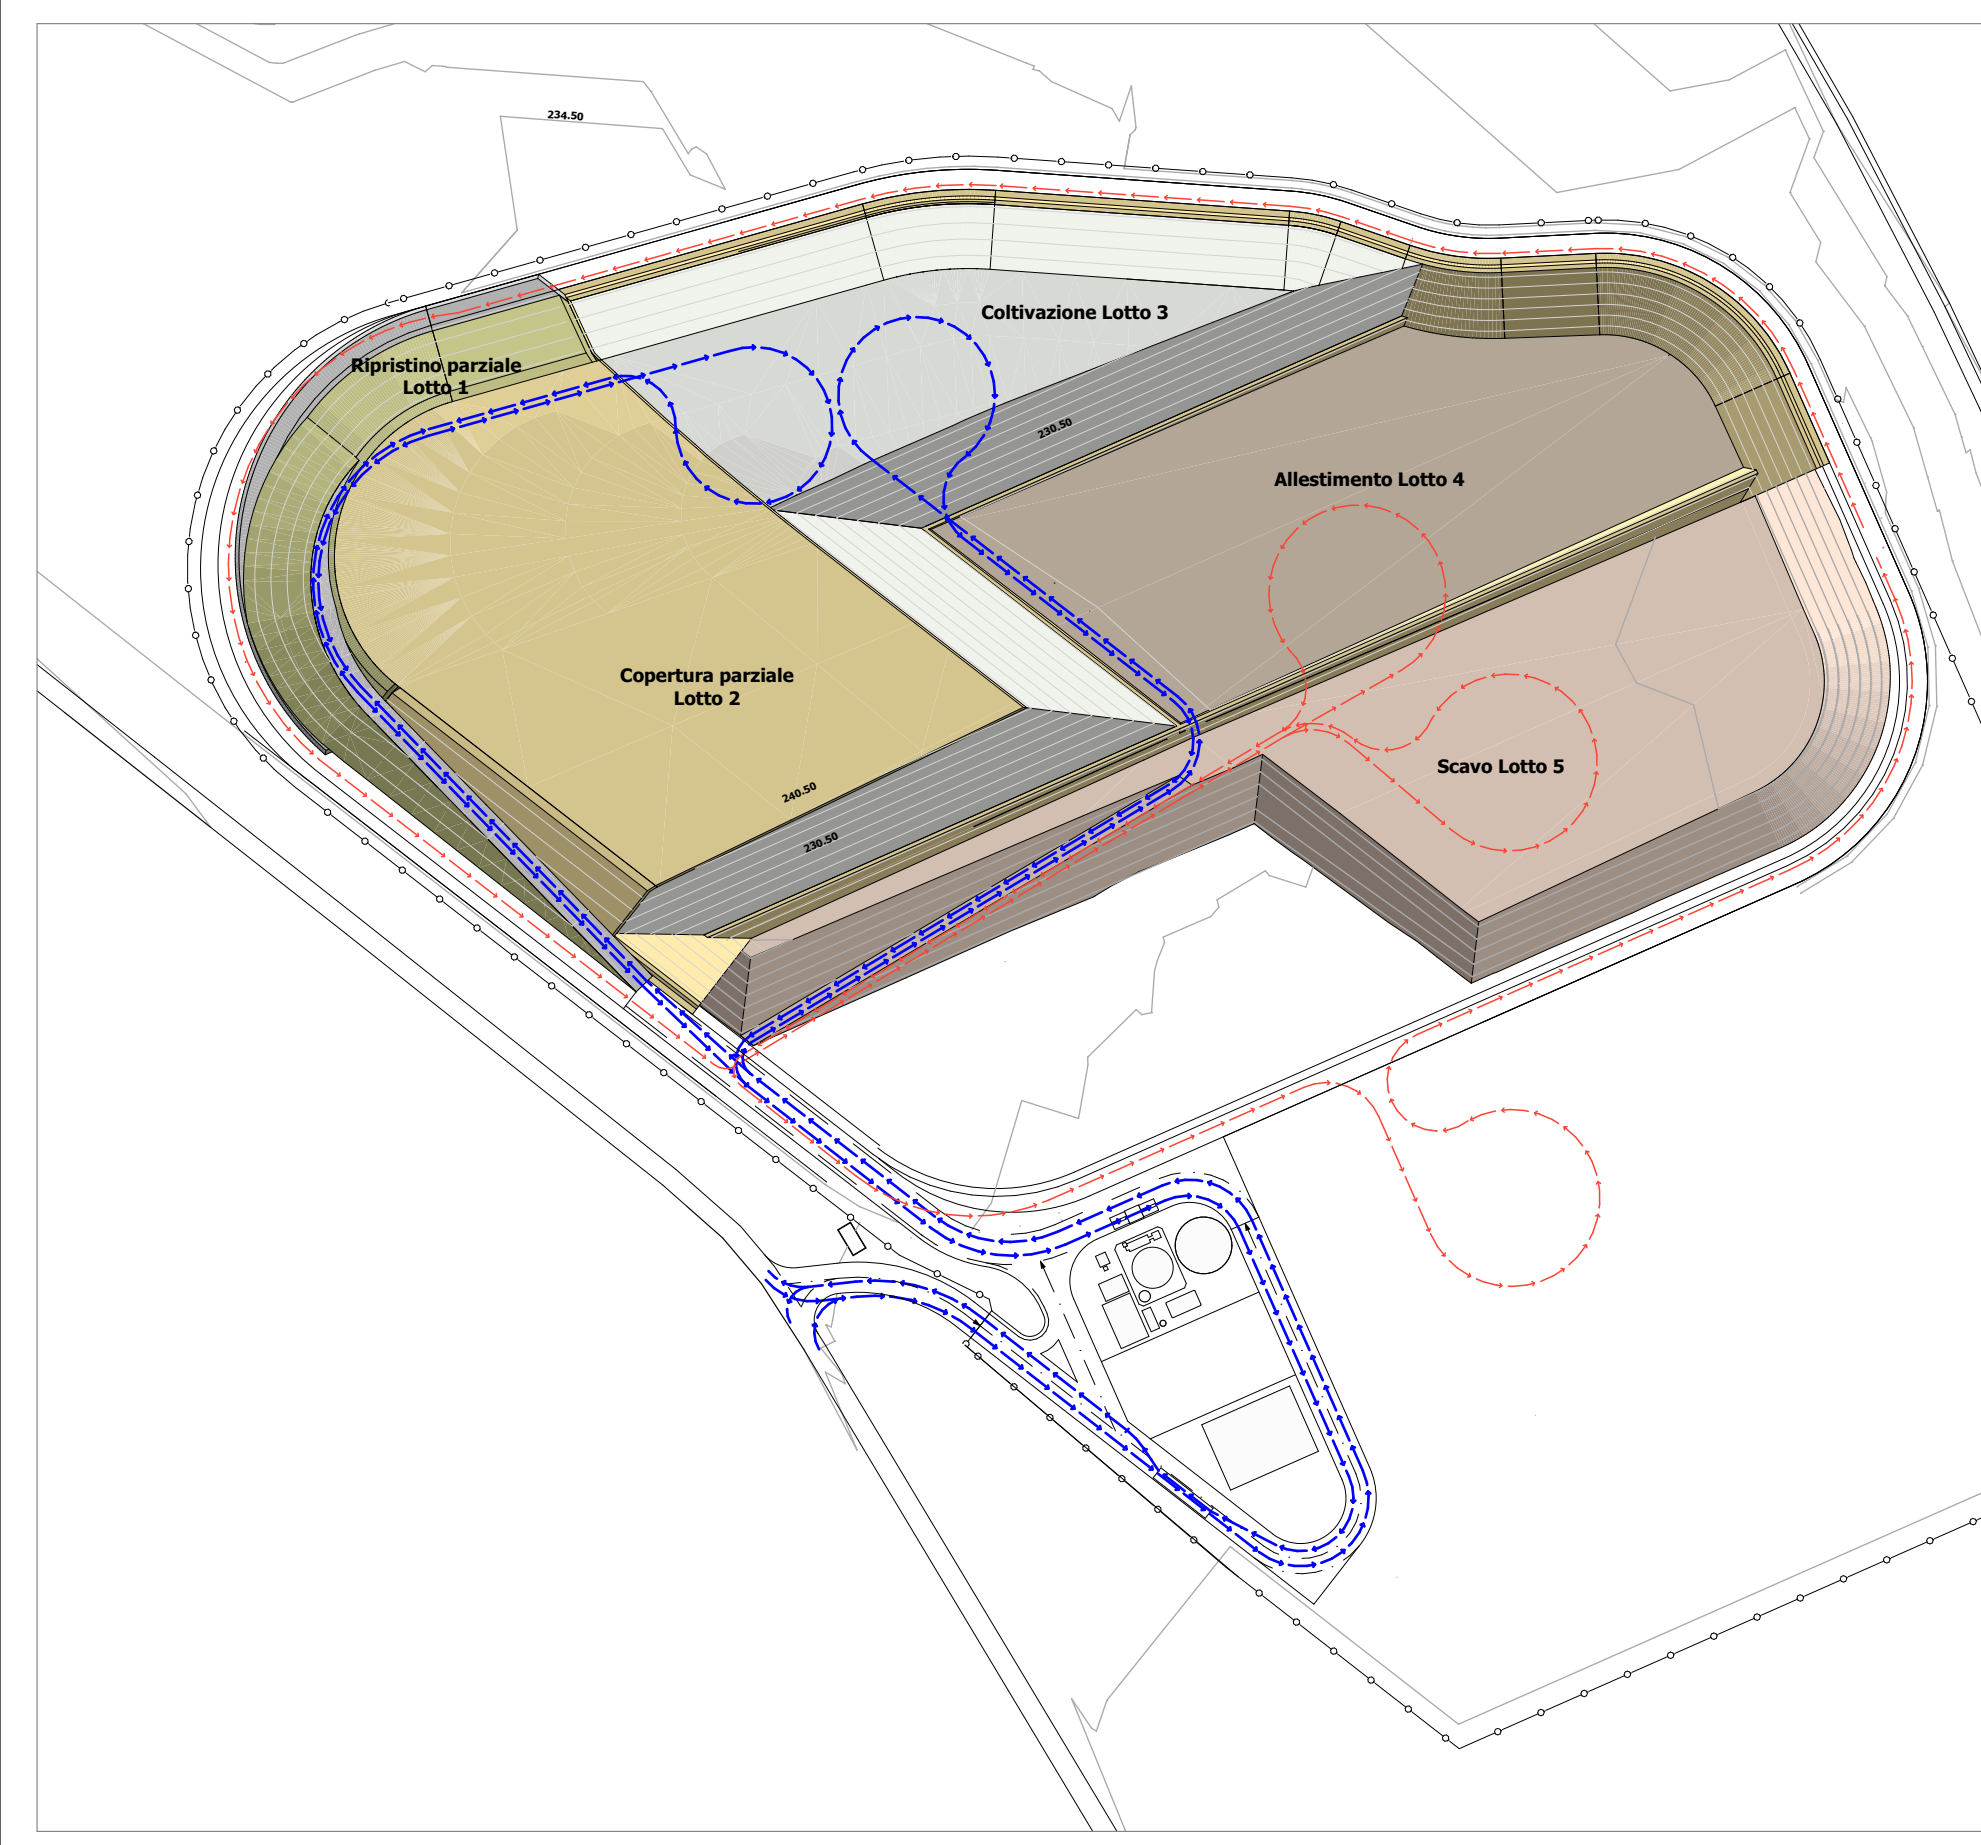 234.50
Coltivazione Lotto 3
Ripristino parziale
Lotto 1
230.50
Allestimento Lotto 4
Copertura parziale
Lotto 2
Scavo Lotto 5
240.50
230.50